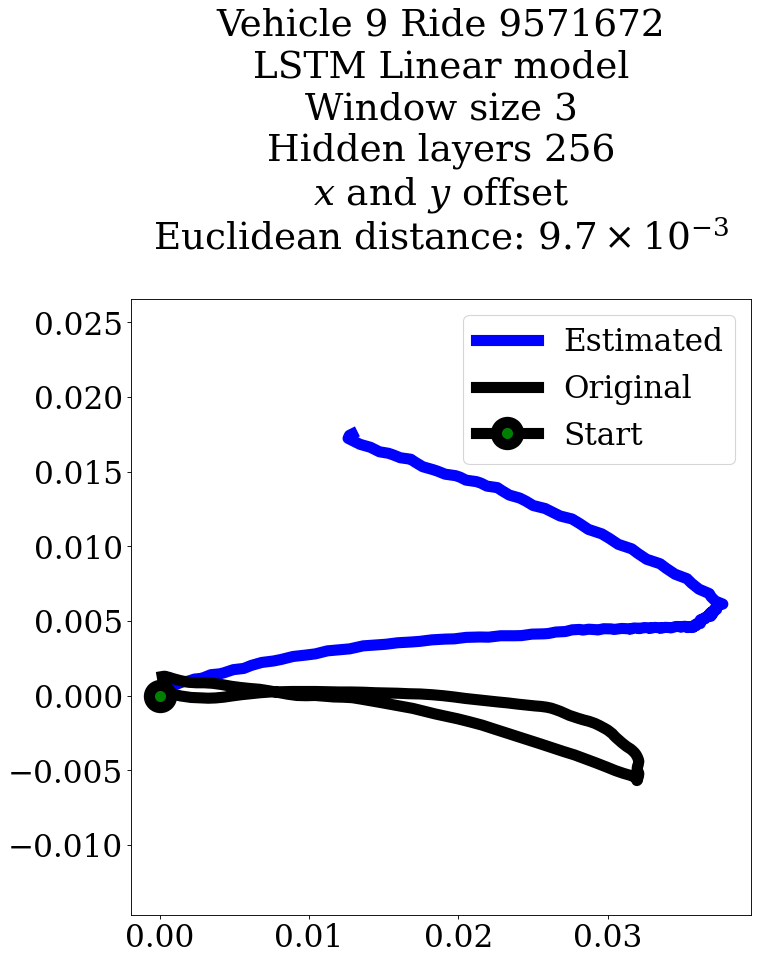 Vehicle 9 Ride 9571672
LSTM Linear model
Window size 3
Hidden layers 256
x and y offset
Euclidean distance: 9.7 × 10⁻³
0.025
0.020
0.015
0.010
0.005
0.000
−0.005
−0.010
Estimated
Original
Start
0.00 0.01 0.02 0.03